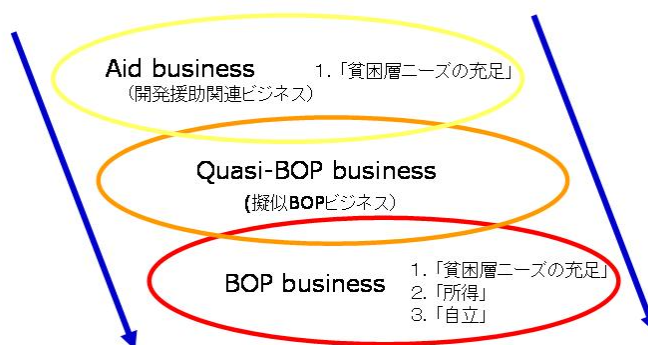 Aid business 1.「貧困層ニーズの充足」
(開発援助関連ビジネス)
Quasi-BOP business
(擬似BOPビジネス)
BOP business
1.「貧困層ニーズの充足」
2.「所得」
3.「自立」